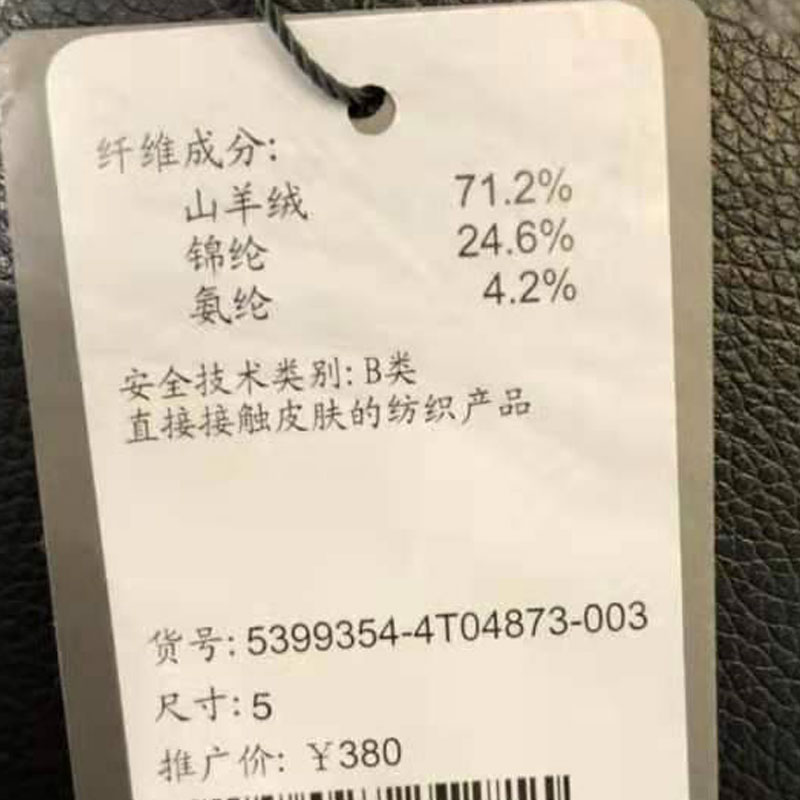 纤维成分:
山羊绒 71.2%
锦纶 24.6%
氨纶 4.2%
安全技术类别: B类
直接接触皮肤的纺织产品
货号: 5399354-4T04873-003
尺寸: 5
推广价: ￥380